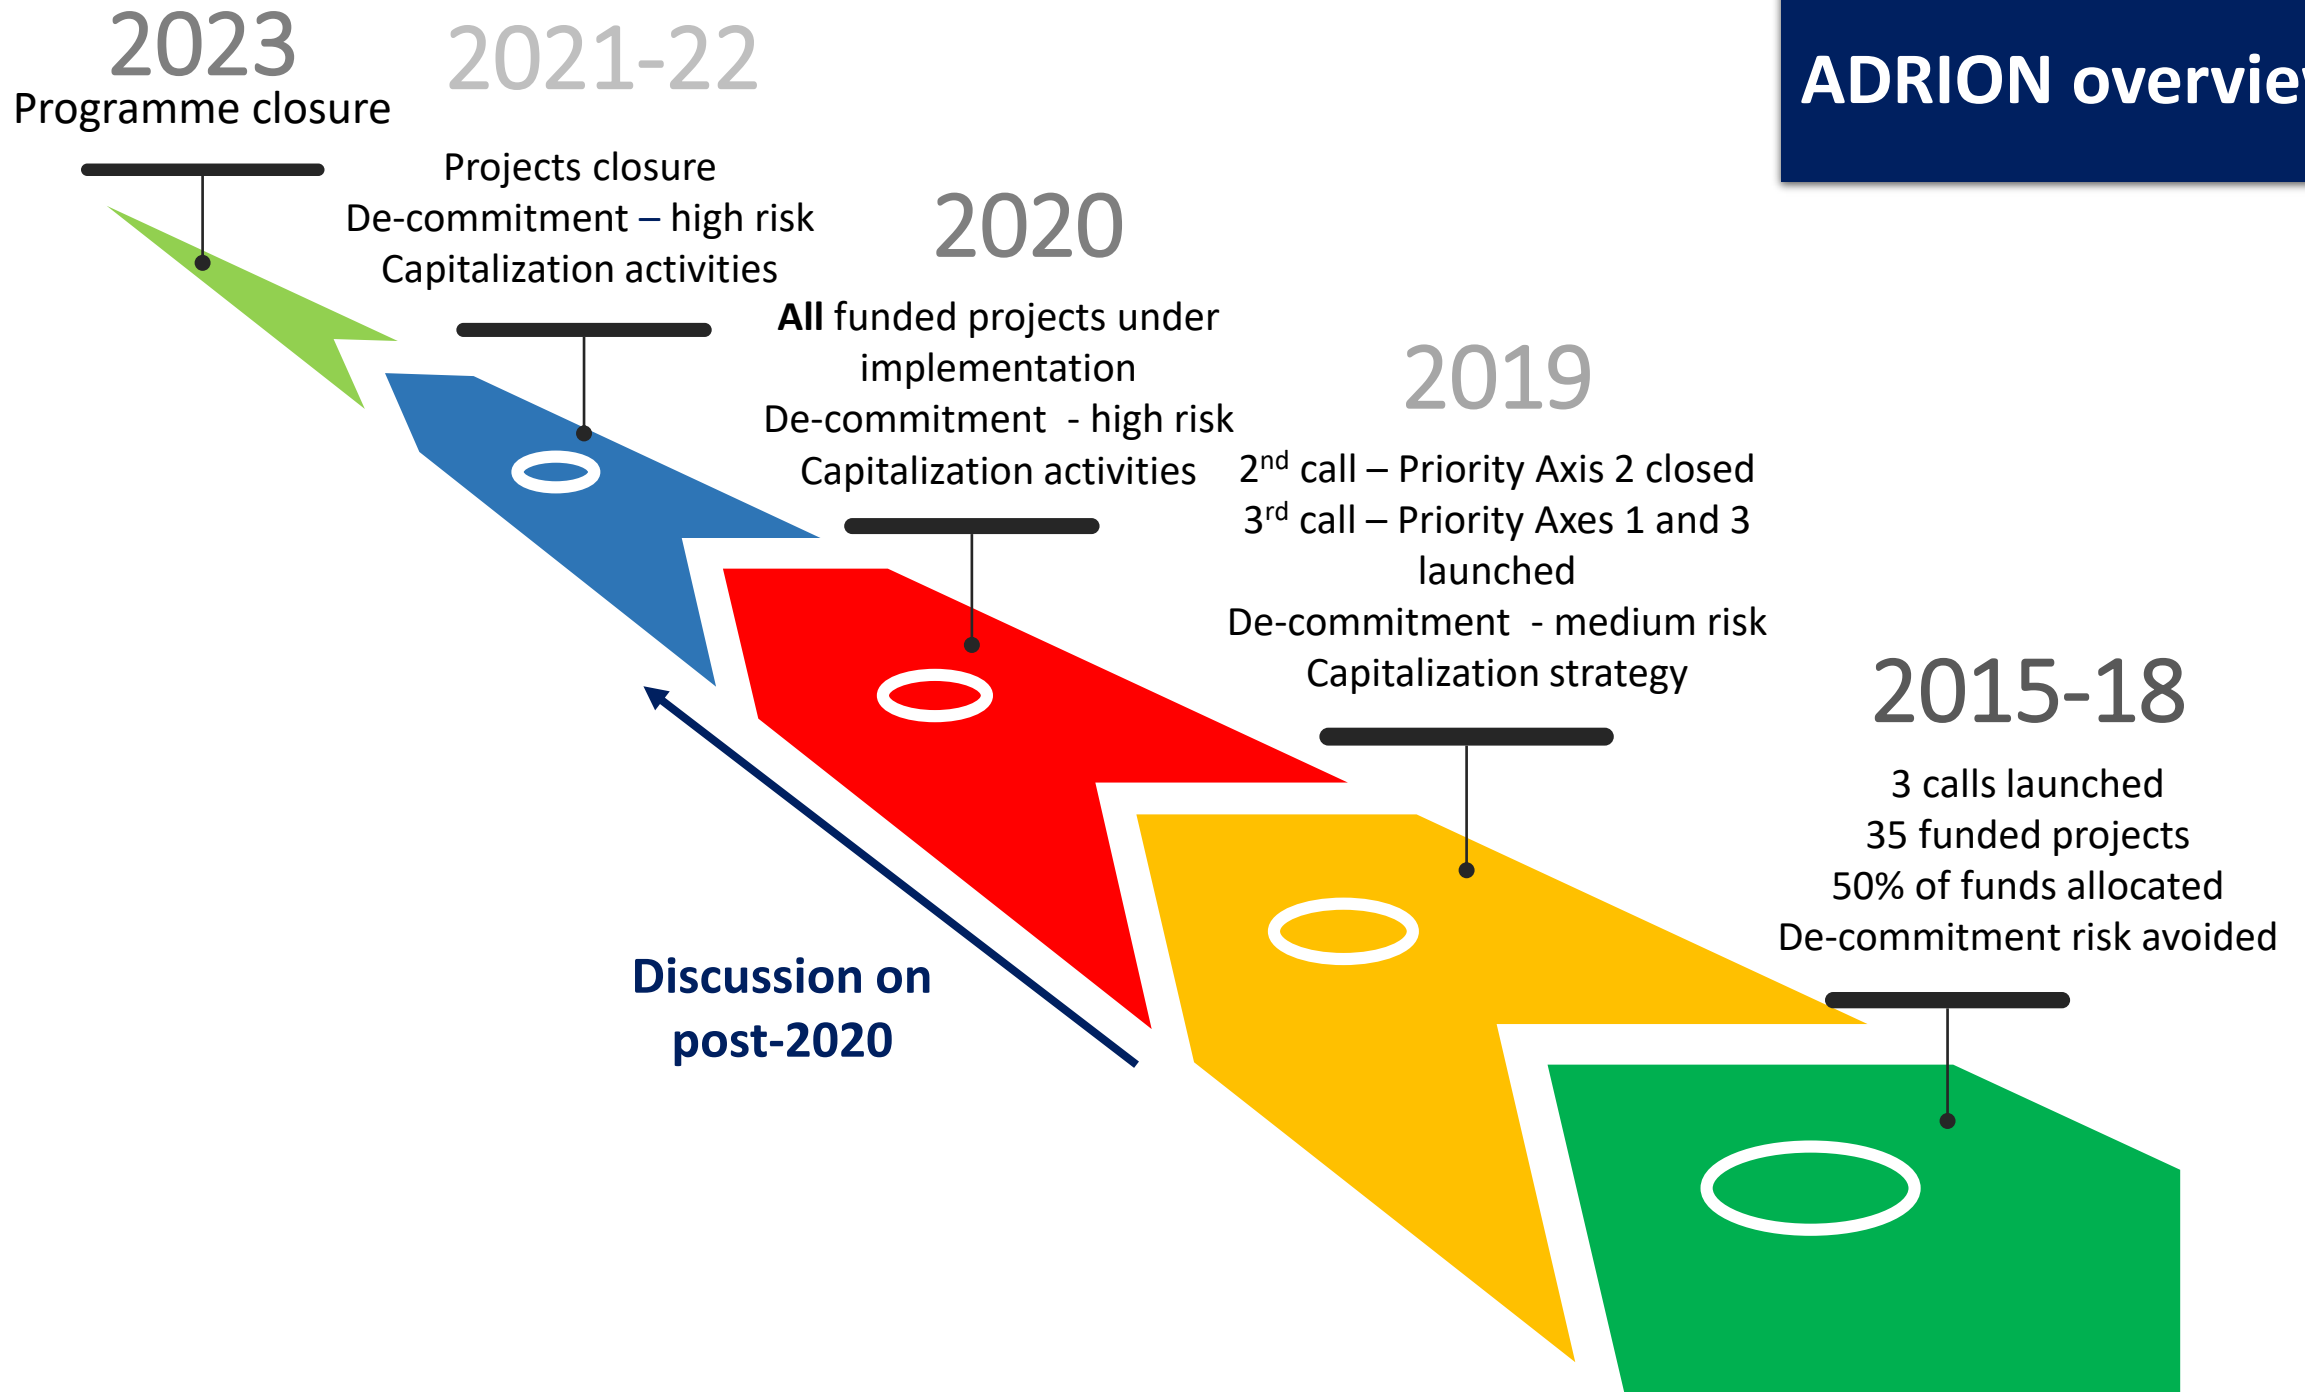 ADRION overvie
2023
Programme closure
2021-22
Projects closure
De-commitment – high risk
Capitalization activities
2020
All funded projects under
implementation
De-commitment  - high risk
Capitalization activities
2019
2nd call – Priority Axis 2 closed
3rd call – Priority Axes 1 and 3
launched
De-commitment  - medium risk
Capitalization strategy
2015-18
3 calls launched
35 funded projects
50% of funds allocated
De-commitment risk avoided
Discussion on
post-2020